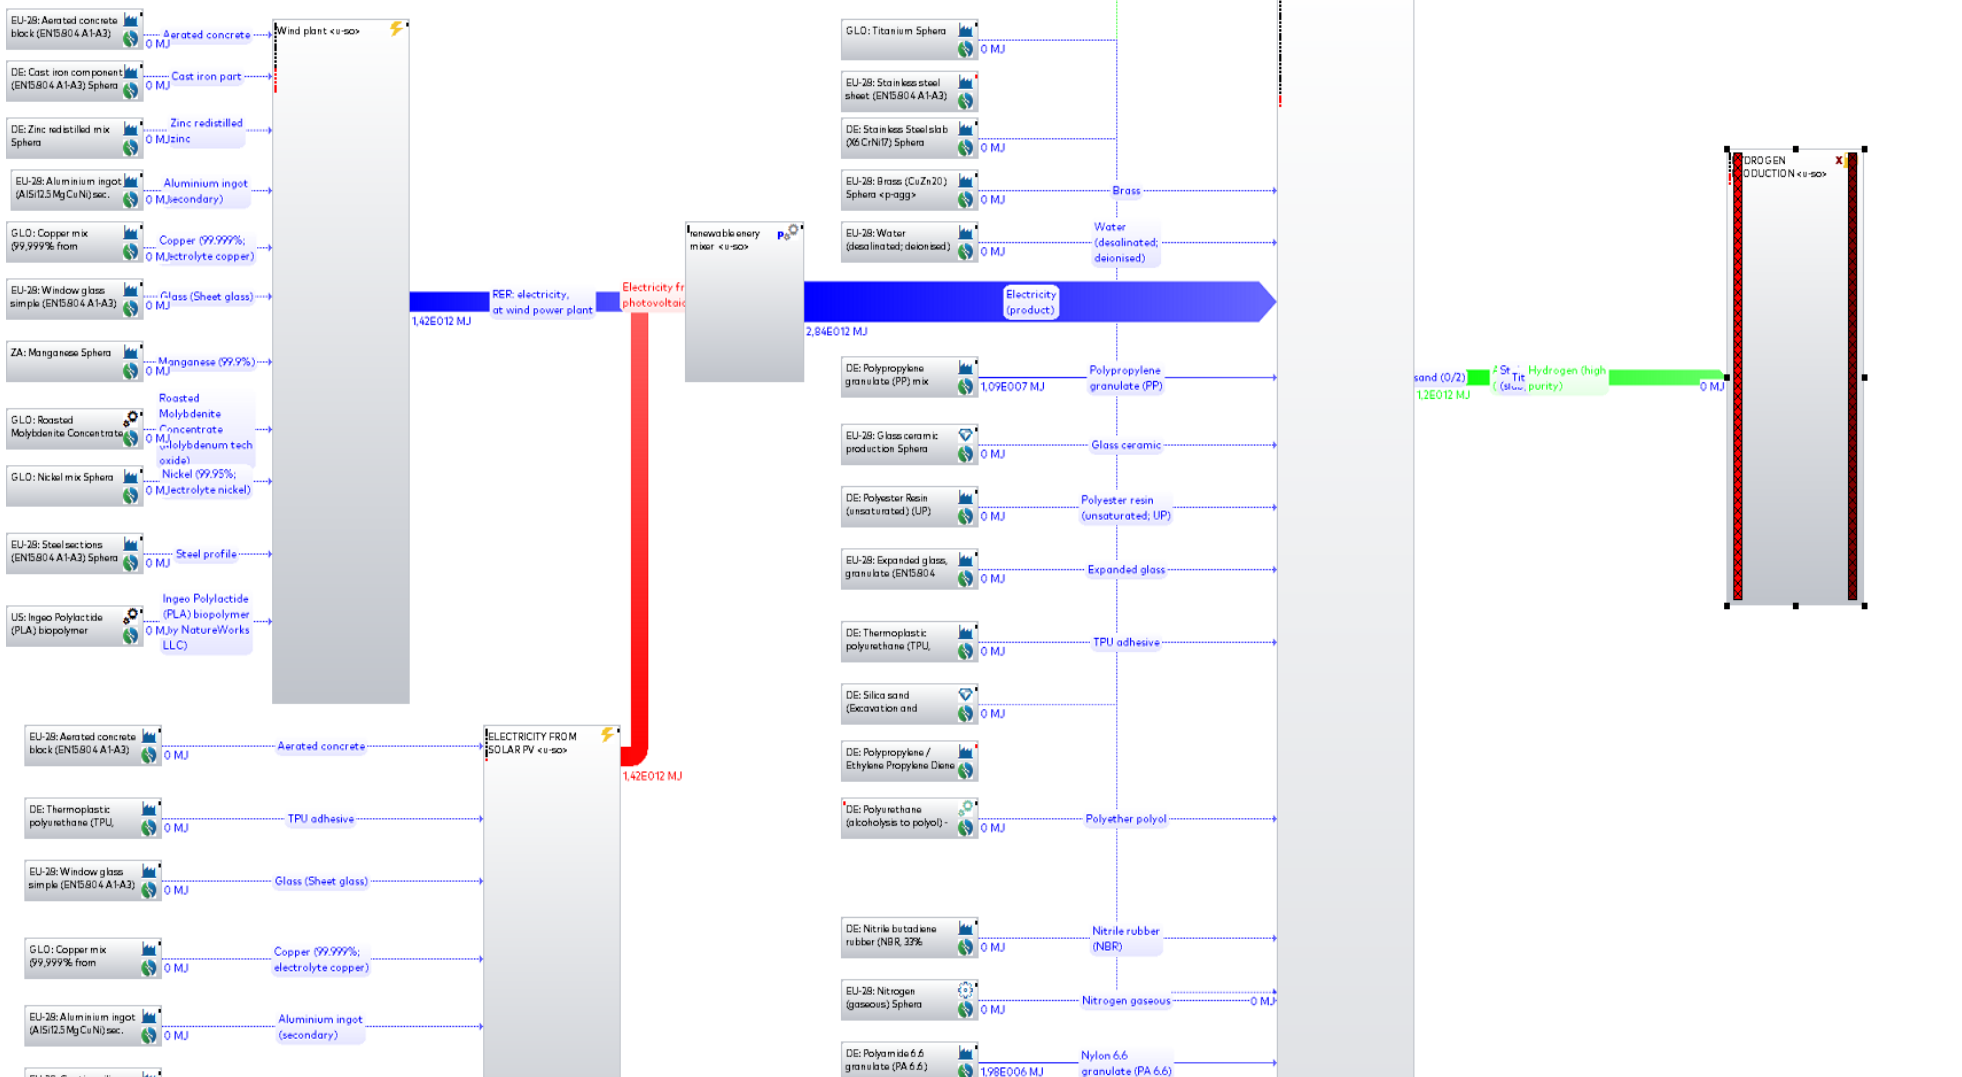 EU-28: Aerated concrete
block (EN15804 A1-A3)
0 MJ
Aerated concrete
DE: Cast iron component
(EN15804 A1-A3) Sphera
0 MJ
Cast iron part
DE: Zinc redistilled mix
Sphera
0 MJ
Zinc redistilled
zinc
EU-28: Aluminium ingot
(AlSi12.5MgCuNi) sec.
0 MJ
Aluminium ingot
(secondary)
GLO: Copper mix
(99,999% from
0 MJ
Copper (99.999%;
electrolyte copper)
EU-28: Window glass
simple (EN15804 A1-A3)
0 MJ
Glass (Sheet glass)
ZA: Manganese Sphera
0 MJ
Manganese (99.9%)
GLO: Roasted
Molybdenite Concentrate
0 MJ
Roasted
Molybdenite
Concentrate
(Molybdenum tech
oxide)
GLO: Nickel mix Sphera
0 MJ
Nickel (99.95%;
electrolyte nickel)
EU-28: Steel sections
(EN15804 A1-A3) Sphera
0 MJ
Steel profile
US: Ingeo Polylactide
(PLA) biopolymer
0 MJ
Ingeo Polylactide
(PLA) biopolymer
by NatureWorks
LLC)
Wind plant <u-so>
1,42E012 MJ
RER: electricity,
at wind power plant
Electricity fr
photovoltaic
renewable enery
mixer <u-so>
2,84E012 MJ
Electricity
(product)
EU-28: Aerated concrete
block (EN15804 A1-A3)
0 MJ
Aerated concrete
DE: Thermoplastic
polyurethane (TPU,
0 MJ
TPU adhesive
EU-28: Window glass
simple (EN15804 A1-A3)
0 MJ
Glass (Sheet glass)
GLO: Copper mix
(99,999% from
0 MJ
Copper (99.999%;
electrolyte copper)
EU-28: Aluminium ingot
(AlSi12.5MgCuNi) sec.
0 MJ
Aluminium ingot
(secondary)
ELECTRICITY FROM
SOLAR PV <u-so>
1,42E012 MJ
GLO: Titanium Sphera
0 MJ
EU-28: Stainless steel
sheet (EN15804 A1-A3)
DE: Stainless Steel slab
(X6CrNi17) Sphera
0 MJ
EU-28: Brass (CuZn20)
Sphera <p-agg>
0 MJ
Brass
EU-28: Water
(desalinated; deionised)
0 MJ
Water
(desalinated;
deionised)
DE: Polypropylene
granulate (PP) mix
1,09E007 MJ
Polypropylene
granulate (PP)
EU-28: Glass ceramic
production Sphera
0 MJ
Glass ceramic
DE: Polyester Resin
(unsaturated) (UP)
0 MJ
Polyester resin
(unsaturated; UP)
EU-28: Expanded glass,
granulate (EN15804
0 MJ
Expanded glass
DE: Thermoplastic
polyurethane (TPU,
0 MJ
TPU adhesive
DE: Silica sand
(Excavation and
0 MJ
DE: Polypropylene /
Ethylene Propylene Diene
DE: Polyurethane
(alcoholysis to polyol) -
0 MJ
Polyether polyol
DE: Nitrile butadiene
rubber (NBR, 33%
0 MJ
Nitrile rubber
(NBR)
EU-28: Nitrogen
(gaseous) Sphera
0 MJ
Nitrogen gaseous
0 MJ
DE: Polyamide 6.6
granulate (PA 6.6)
1,98E006 MJ
Nylon 6.6
granulate (PA 6.6)
sand (0/2)
1,2E012 MJ
St
Tit
Hydrogen (high
purity)
0 MJ
DROGEN
ODUCTION <u-so>